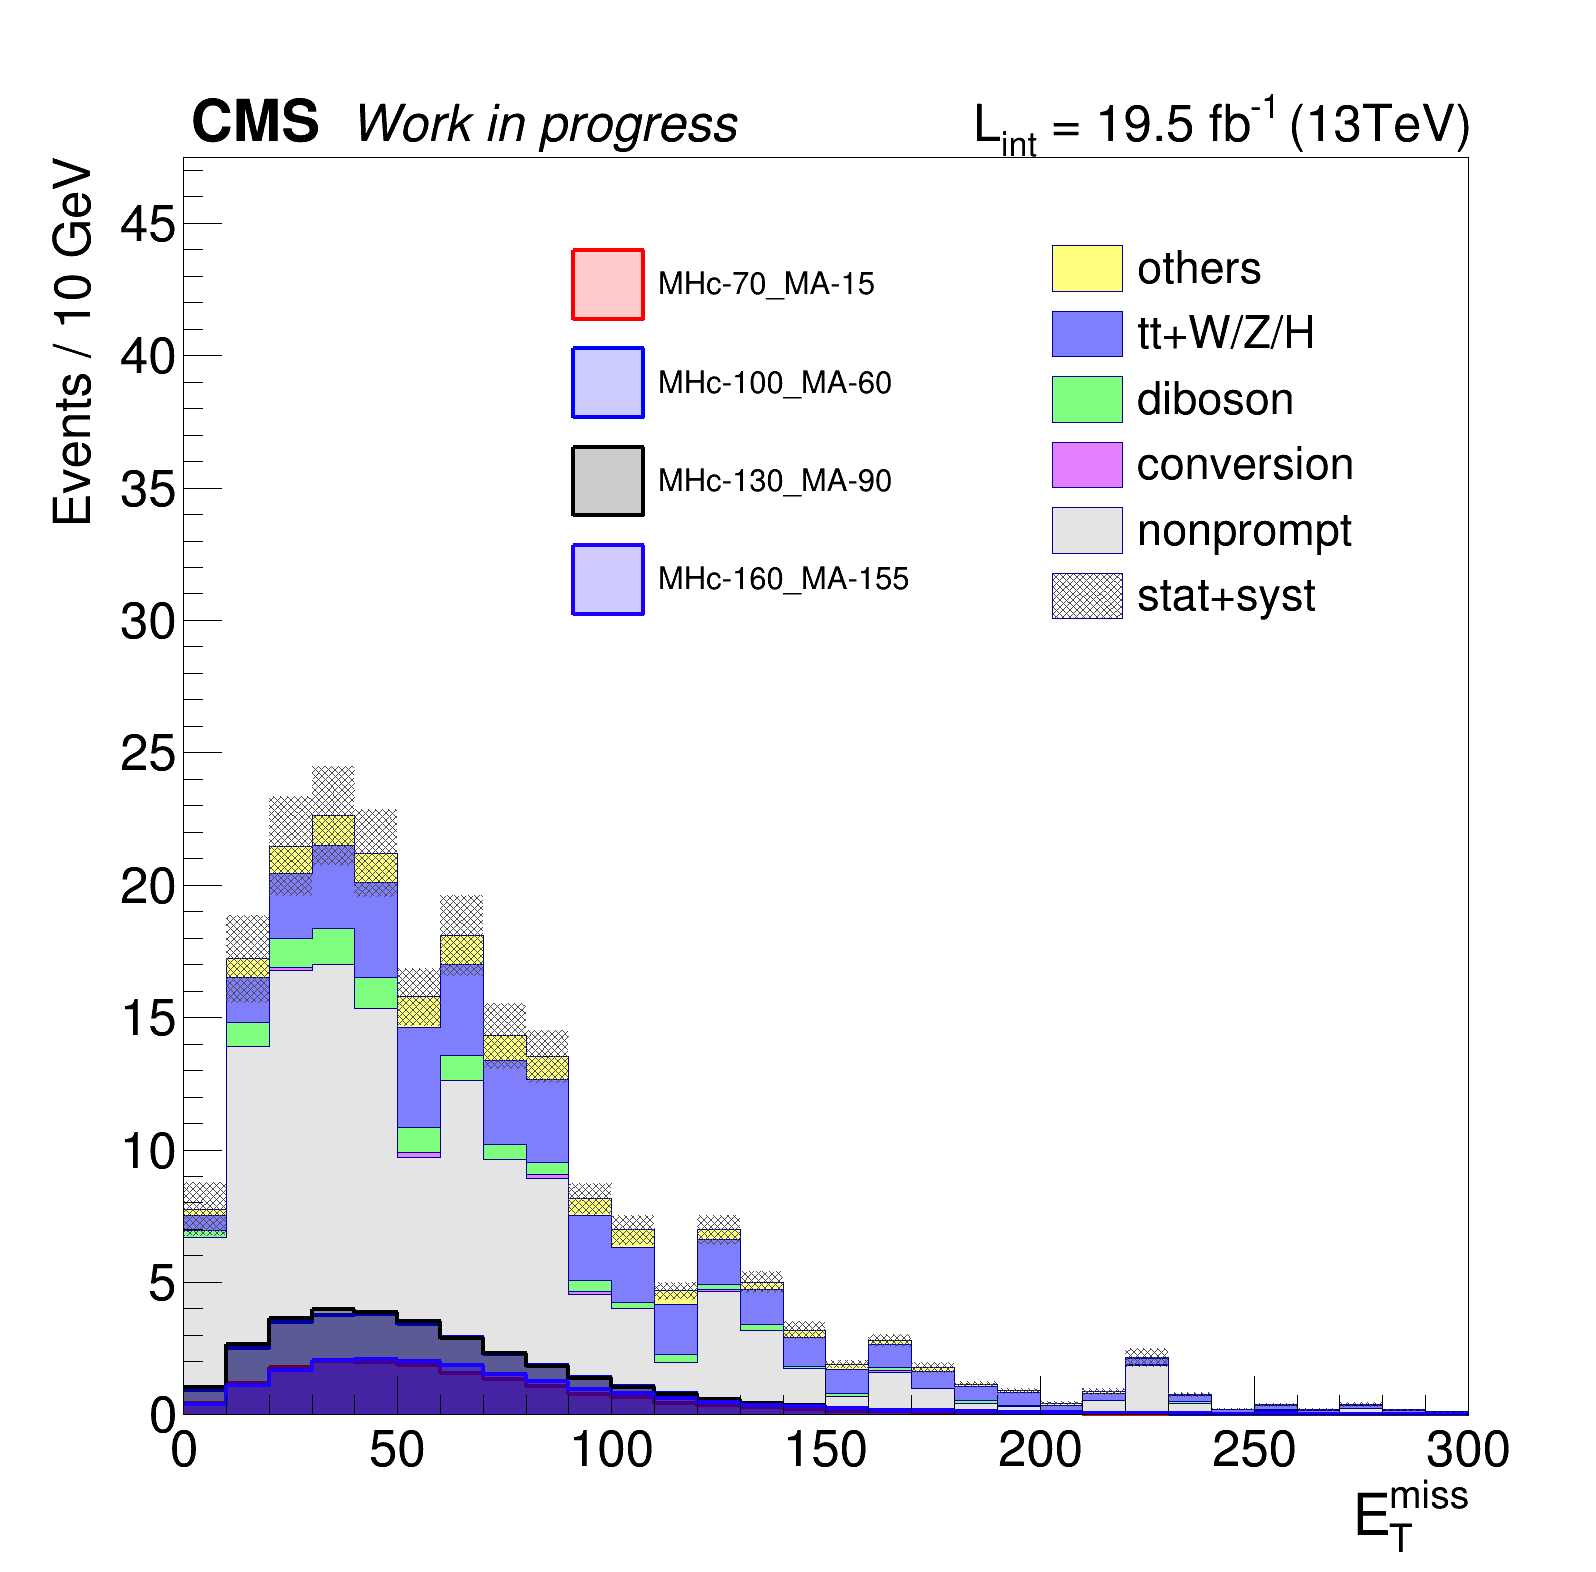 CMS Work in progress L_int = 19.5 fb^-1 (13TeV)
Events / 10 GeV
45
40
35
30
25
20
15
10
5
0
MHc-70_MA-15
MHc-100_MA-60
MHc-130_MA-90
MHc-160_MA-155
others
tt+W/Z/H
diboson
conversion
nonprompt
stat+syst
0 50 100 150 200 250 300
E_T^miss